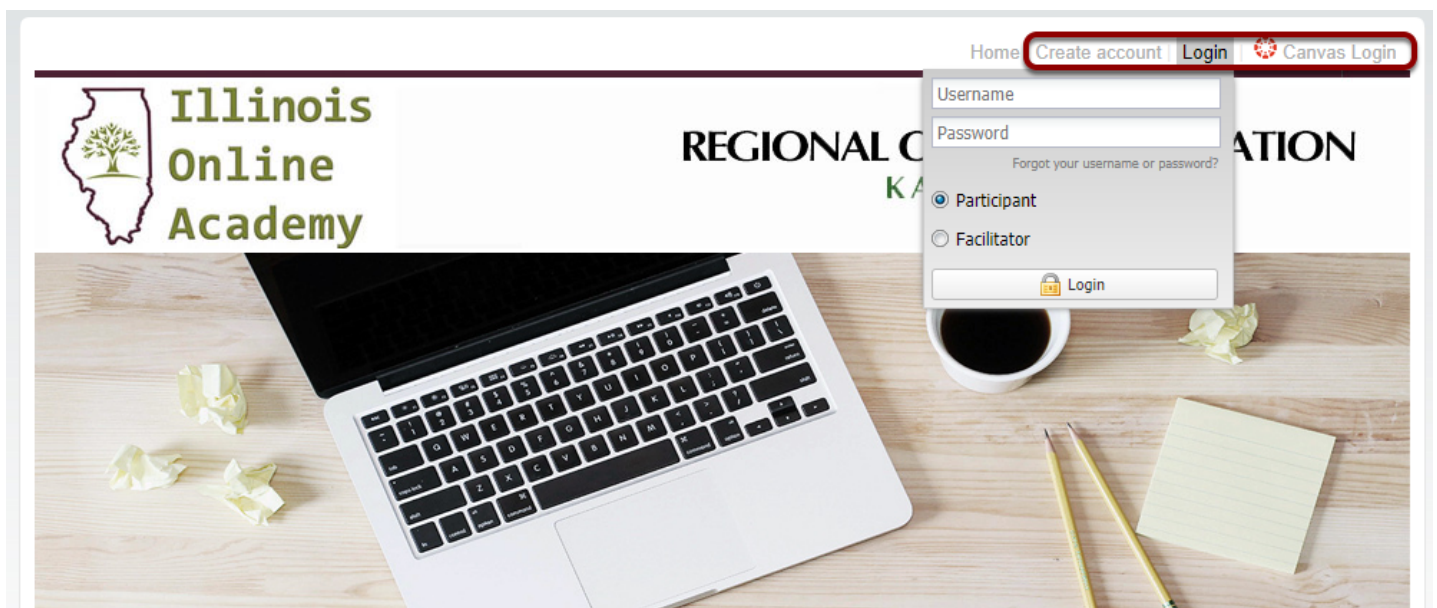 Home Create account Login Canvas Login
Illinois
Online
Academy
REGIONAL
Username
Password
Forgot your username or password?
Participant
Facilitator
Login